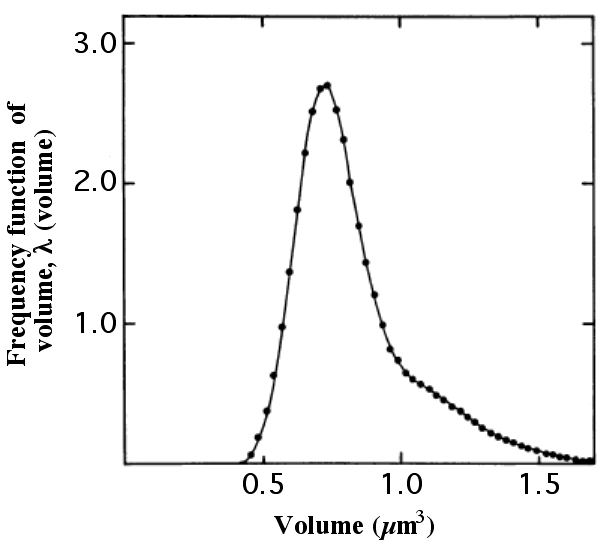 Frequency function of
volume, λ (volume)
3.0
2.0
1.0
0.5 1.0 1.5
Volume (μm³)